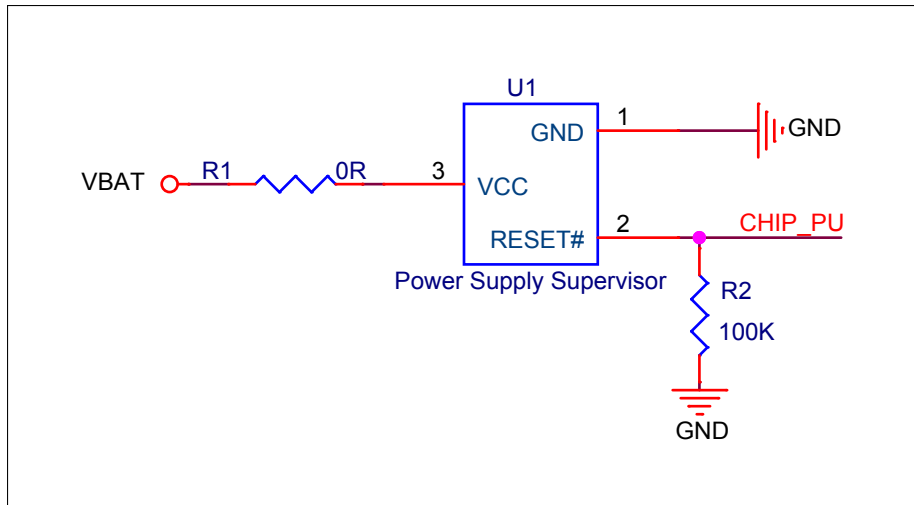 U1
GND 1 GND
VBAT R1 0R 3 VCC
RESET# 2 CHIP_PU
Power Supply Supervisor
R2
100K
GND